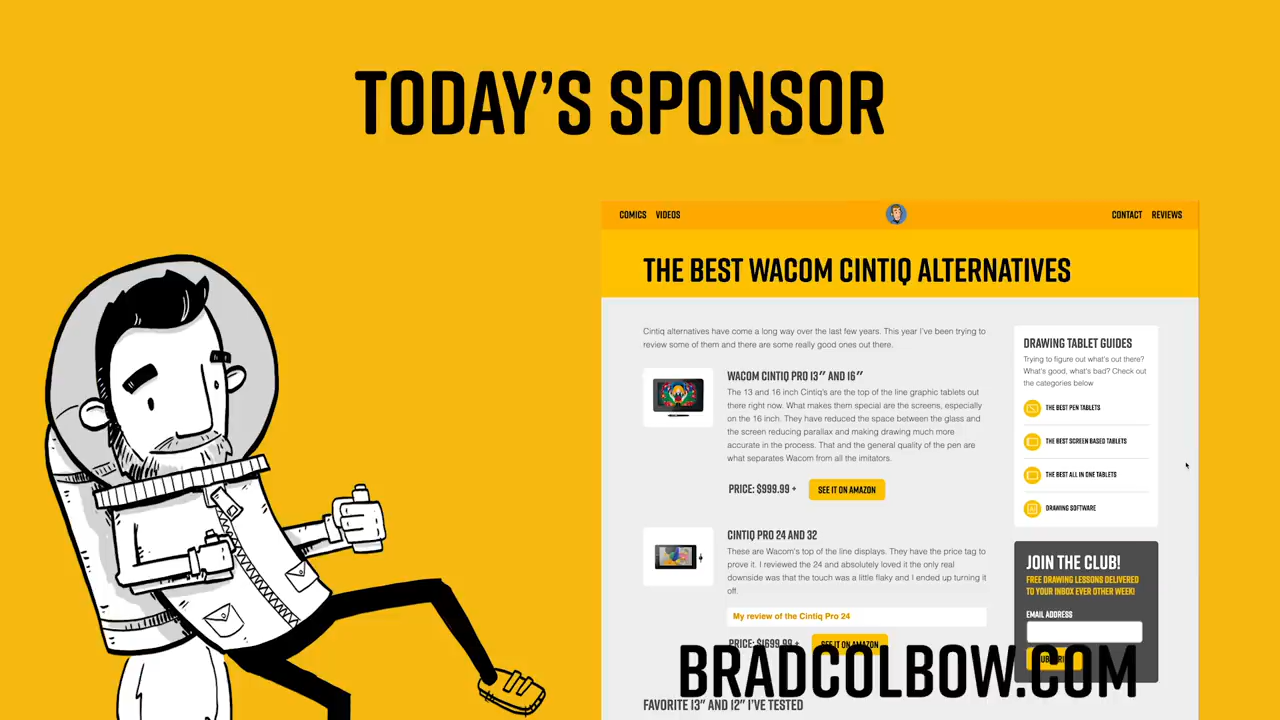 TODAY'S SPONSOR
COMICS VIDEOS CONTACT REVIEWS
THE BEST WACOM CINTIQ ALTERNATIVES
Cintiq alternatives have come a long way over the last few years. This year I've been trying to
review some of them and there are some really good ones out there.
WACOM CINTIQ PRO 13" AND 16"
The 13 and 16 inch Cintiq's are the top of the line graphic tablets out
there right now. What makes them special are the screens, especially
on the 16 inch. They have reduced the space between the glass and
the screen reducing parallax and making drawing much more
accurate in the process. That and the general quality of the pen are
what separates Wacom from all the imitators.
PRICE: $999.99 + SEE IT ON AMAZON
CINTIQ PRO 24 AND 32
These are Wacom's top of the line displays. They have the price tag to
prove it. I reviewed the 24 and absolutely loved it the only real
downside was that the touch was a little flaky and I ended up turning it
off.
My review of the Cintiq Pro 24
PRICE: $1699.99 + SEE IT ON AMAZON
FAVORITE 13" AND 12" I'VE TESTED
DRAWING TABLET GUIDES
Trying to figure out what's out there?
What's good, what's bad? Check out
the categories below
THE BEST PEN TABLETS
THE BEST SCREEN BASED TABLETS
THE BEST ALL IN ONE TABLETS
DRAWING SOFTWARE
JOIN THE CLUB!
FREE DRAWING LESSONS DELIVERED
TO YOUR INBOX EVER OTHER WEEK!
EMAIL ADDRESS
BRADCOLBOW.COM